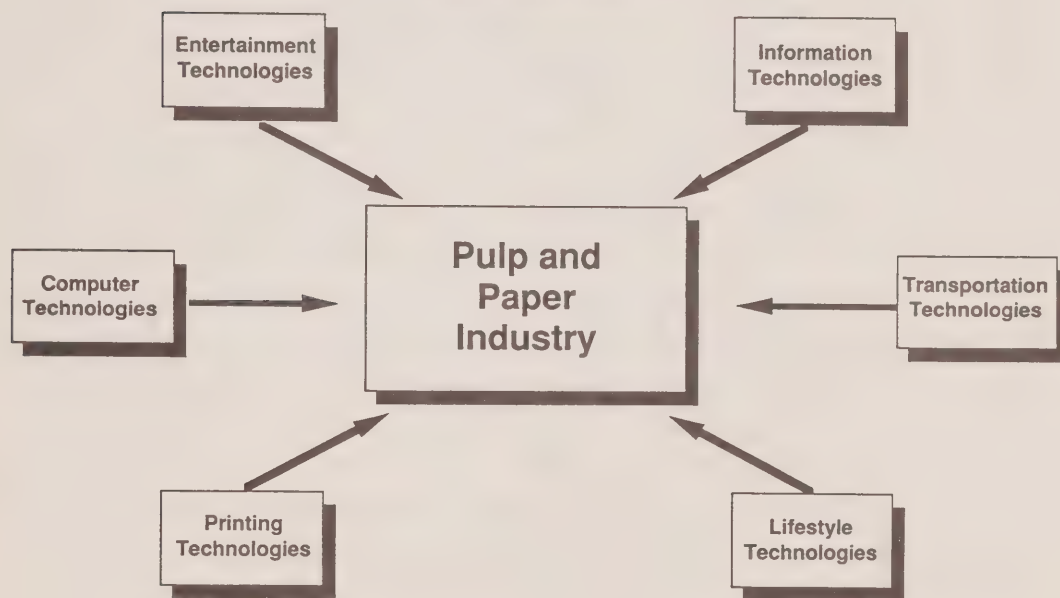 Entertainment
Technologies
Information
Technologies
Computer
Technologies
Pulp and
Paper
Industry
Transportation
Technologies
Printing
Technologies
Lifestyle
Technologies